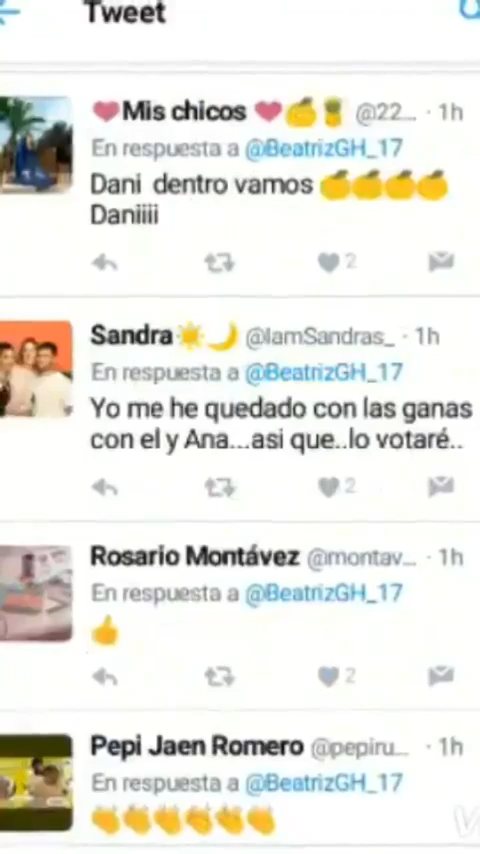 Tweet
❤Mis chicos ❤🍊🍍 @22... · 1h
En respuesta a @BeatrizGH_17
Dani dentro vamos 🍊🍊🍊🍊
Daniiii
2
Sandra☀🌙 @IamSandras_ · 1h
En respuesta a @BeatrizGH_17
Yo me he quedado con las ganas
con el y Ana...asi que..lo votaré..
2
Rosario Montávez @montav... · 1h
En respuesta a @BeatrizGH_17
👍
2
Pepi Jaen Romero @pepiru... · 1h
En respuesta a @BeatrizGH_17
👏👏👏👏👏👏